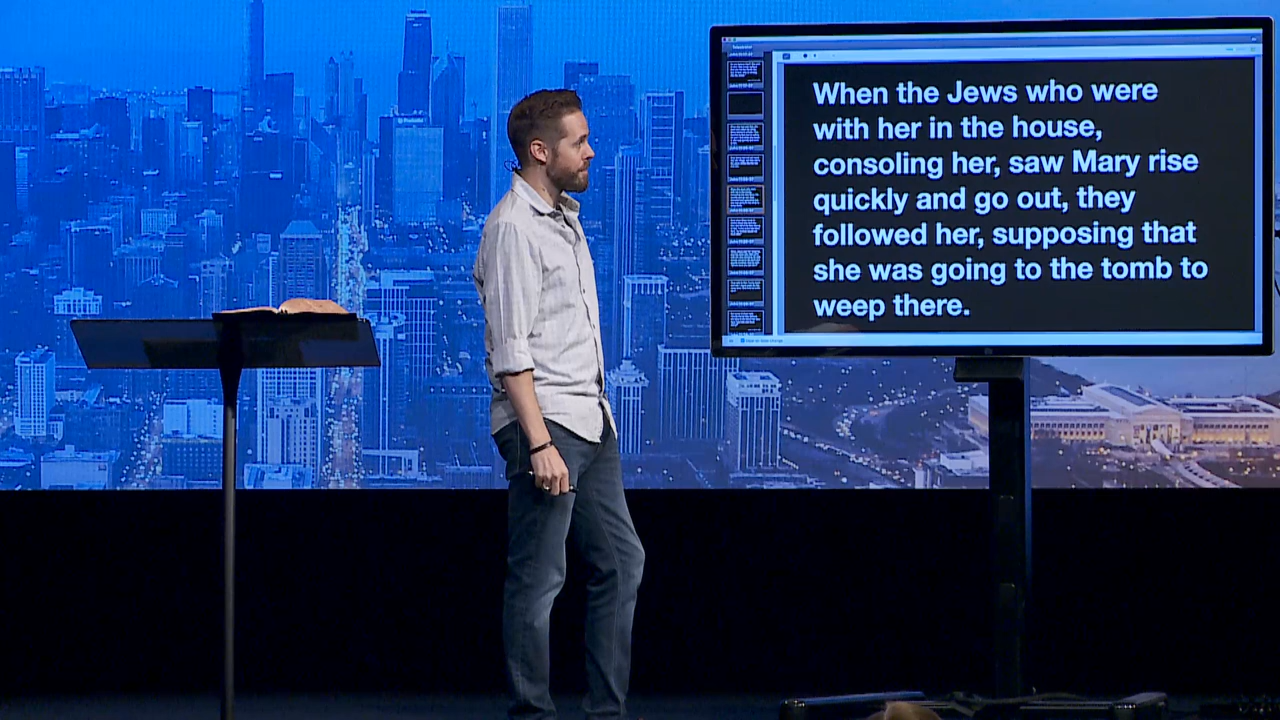 When the Jews who were
with her in the house,
consoling her, saw Mary rise
quickly and go out, they
followed her, supposing that
she was going to the tomb to
weep there.